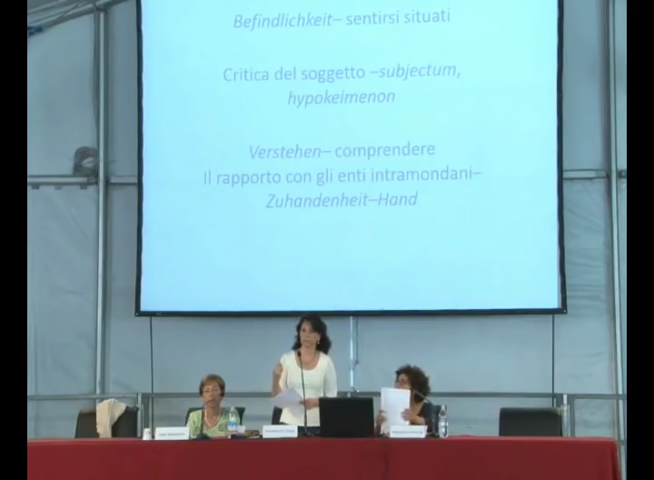 Befindlichkeit– sentirsi situati
Critica del soggetto –subjectum,
hypokeimenon
Verstehen– comprendere
Il rapporto con gli enti intramondani–
Zuhandenheit–Hand